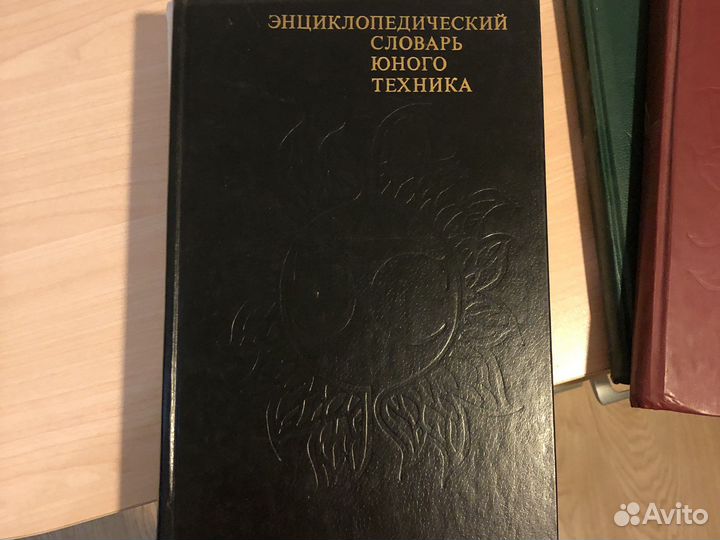 ЭНЦИКЛОПЕДИЧЕСКИЙ
СЛОВАРЬ
ЮНОГО
ТЕХНИКА
Avito